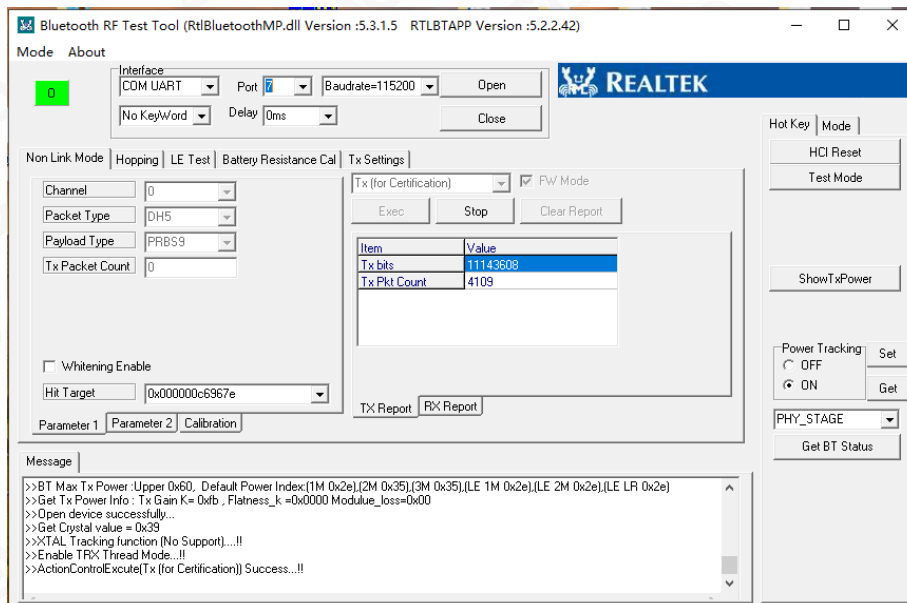 Bluetooth RF Test Tool (RtlBluetoothMP.dll Version :5.3.1.5 RTLBTAPP Version :5.2.2.42)
Mode About
0
Interface
COM UART Port 7 Baudrate=115200 Open
No KeyWord Delay 0ms Close
REALTEK
Hot Key Mode
HCI Reset
Test Mode
ShowTxPower
Power Tracking
OFF
ON
Set
Get
PHY_STAGE
Get BT Status
Non Link Mode Hopping LE Test Battery Resistance Cal Tx Settings
Channel 0
Packet Type DH5
Payload Type PRBS9
Tx Packet Count 0
Whitening Enable
Hit Target 0x000000c6967e
Parameter 1 Parameter 2 Calibration
Tx (for Certification) FW Mode
Exec Stop Clear Report
Item Value
Tx bits 11143608
Tx Pkt Count 4109
TX Report RX Report
Message
>>BT Max Tx Power :Upper 0x60, Default Power Index:(1M 0x2e),(2M 0x35),(3M 0x35),(LE 1M 0x2e),(LE 2M 0x2e),(LE LR 0x2e)
>>Get Tx Power Info : Tx Gain K= 0xfb , Flatness_k =0x0000 Modulue_loss=0x00
>>Open device successfully...
>>Get Crystal value = 0x39
>>XTAL Tracking function (No Support)....!!
>>Enable TRX Thread Mode...!!
>>ActionControlExcute(Tx (for Certification)) Success...!!